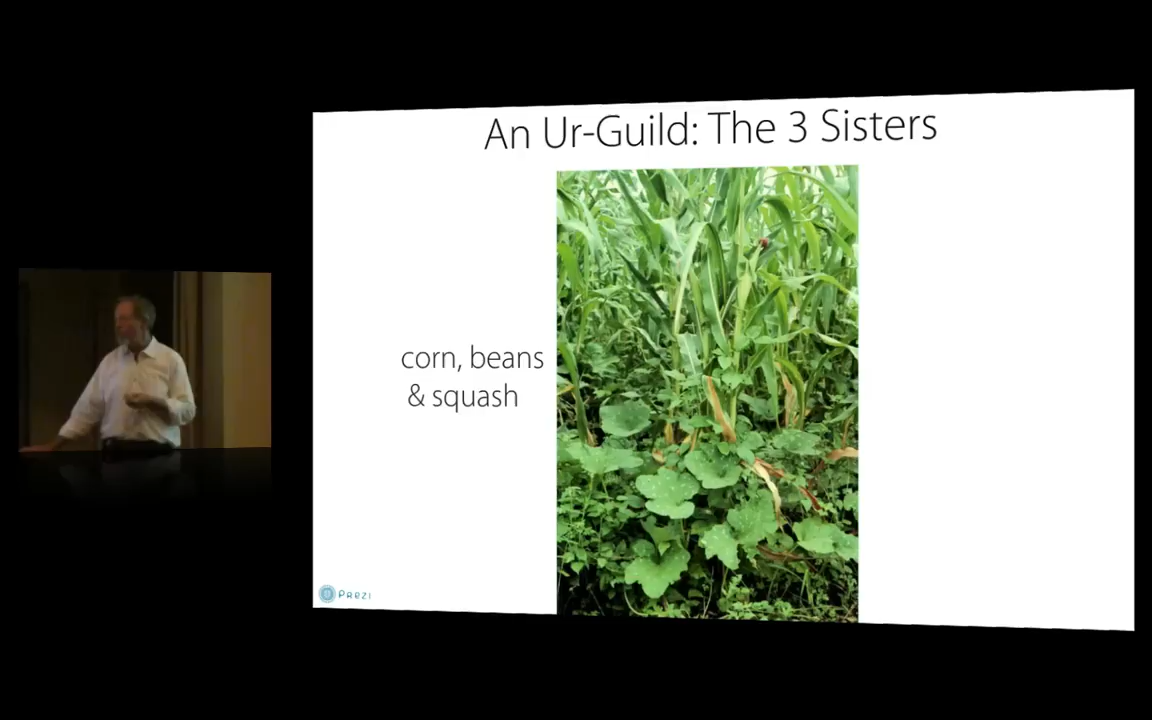 An Ur-Guild: The 3 Sisters
corn, beans
& squash
Prezi